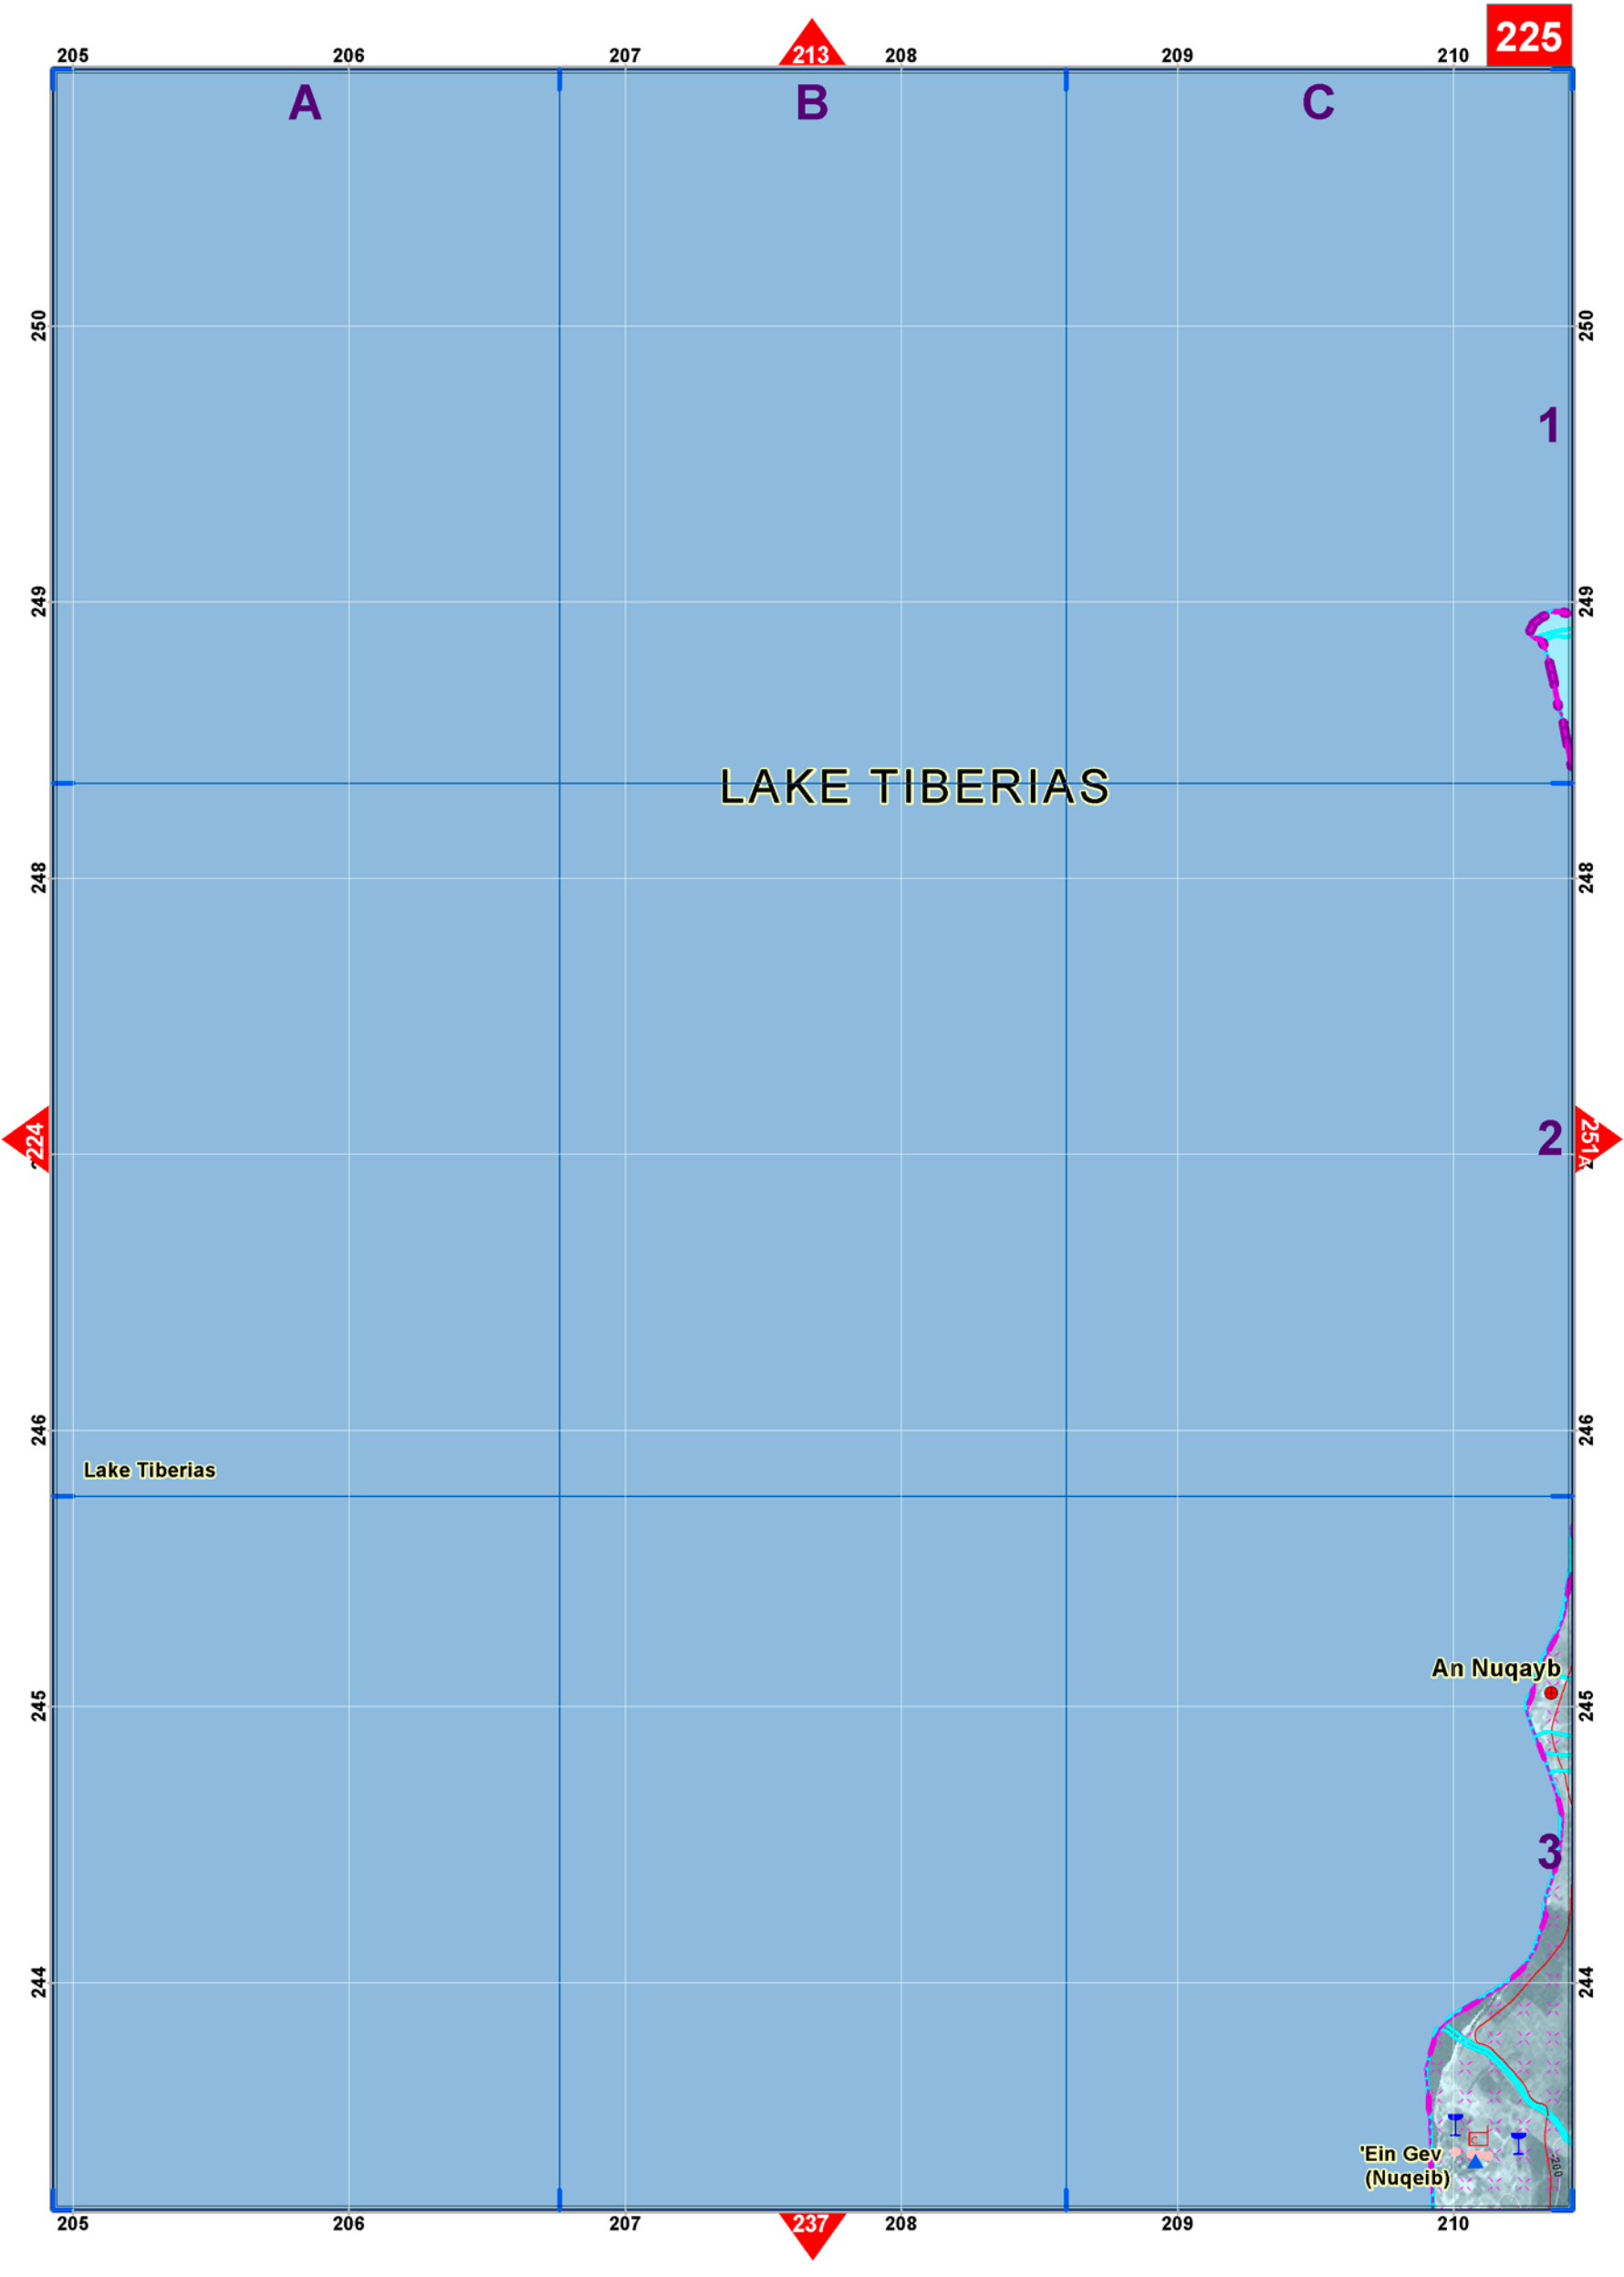 225
205 206 207 213 208 209 210
A B C
250 250
1
249 249
LAKE TIBERIAS
248 248
224 2 251A
246 246
Lake Tiberias
An Nuqayb
245 245
3
244 244
'Ein Gev
(Nuqeib)
-200
205 206 207 237 208 209 210